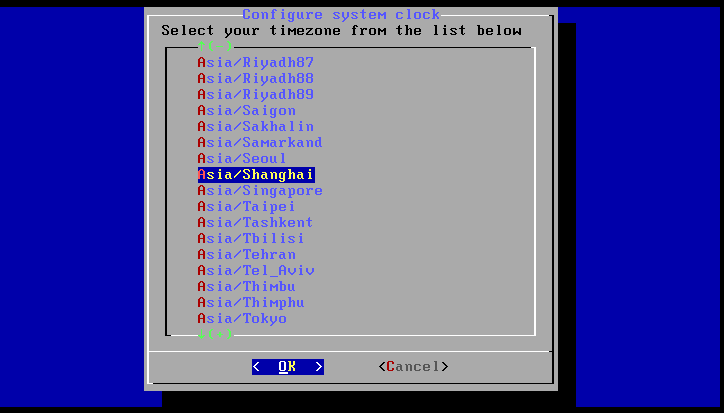 Configure system clock
Select your timezone from the list below
↑(-)
Asia/Riyadh87
Asia/Riyadh88
Asia/Riyadh89
Asia/Saigon
Asia/Sakhalin
Asia/Samarkand
Asia/Seoul
Asia/Shanghai
Asia/Singapore
Asia/Taipei
Asia/Tashkent
Asia/Tbilisi
Asia/Tehran
Asia/Tel_Aviv
Asia/Thimbu
Asia/Thimphu
Asia/Tokyo
↓(+)
< OK > <Cancel>